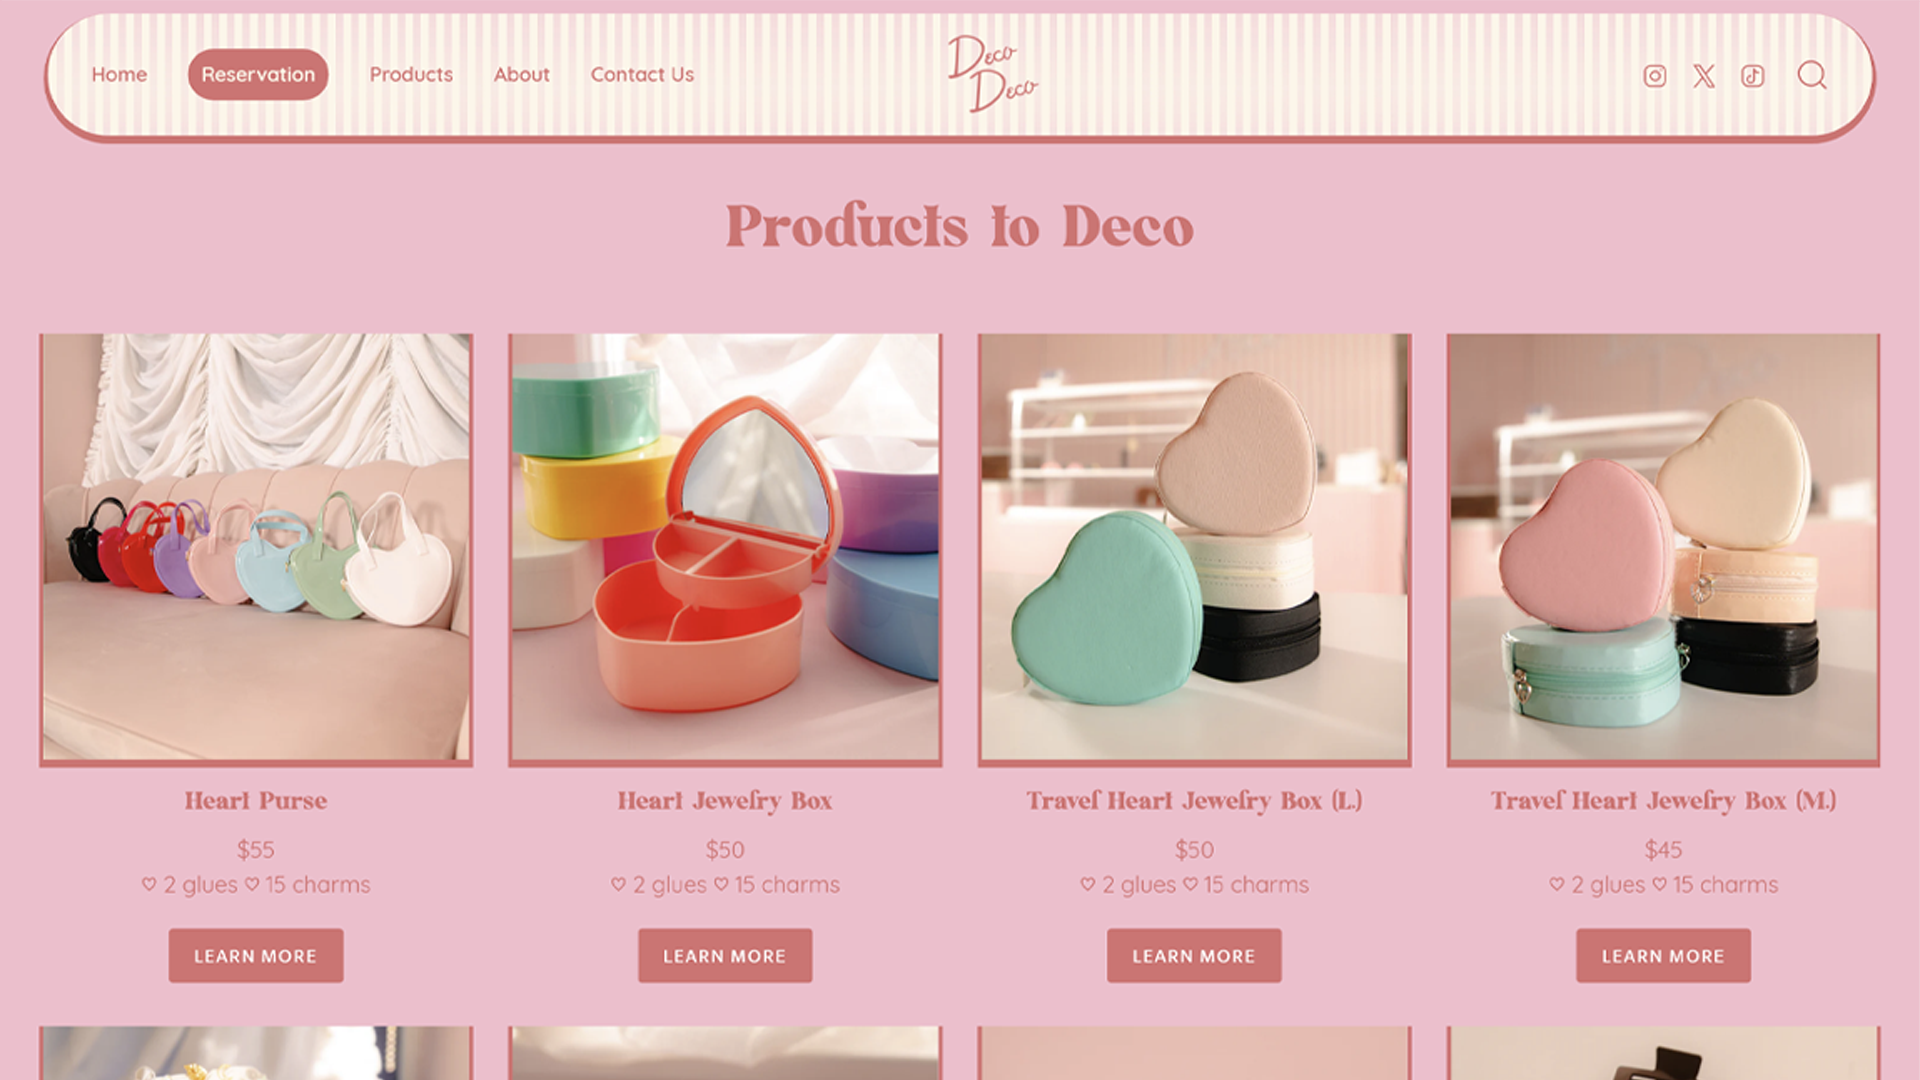 Home Reservation Products About Contact Us
Deco
Deco
Products to Deco
Heart Purse
$55
♡ 2 glues ♡ 15 charms
LEARN MORE
Heart Jewelry Box
$50
♡ 2 glues ♡ 15 charms
LEARN MORE
Travel Heart Jewelry Box (L)
$50
♡ 2 glues ♡ 15 charms
LEARN MORE
Travel Heart Jewelry Box (M)
$45
♡ 2 glues ♡ 15 charms
LEARN MORE